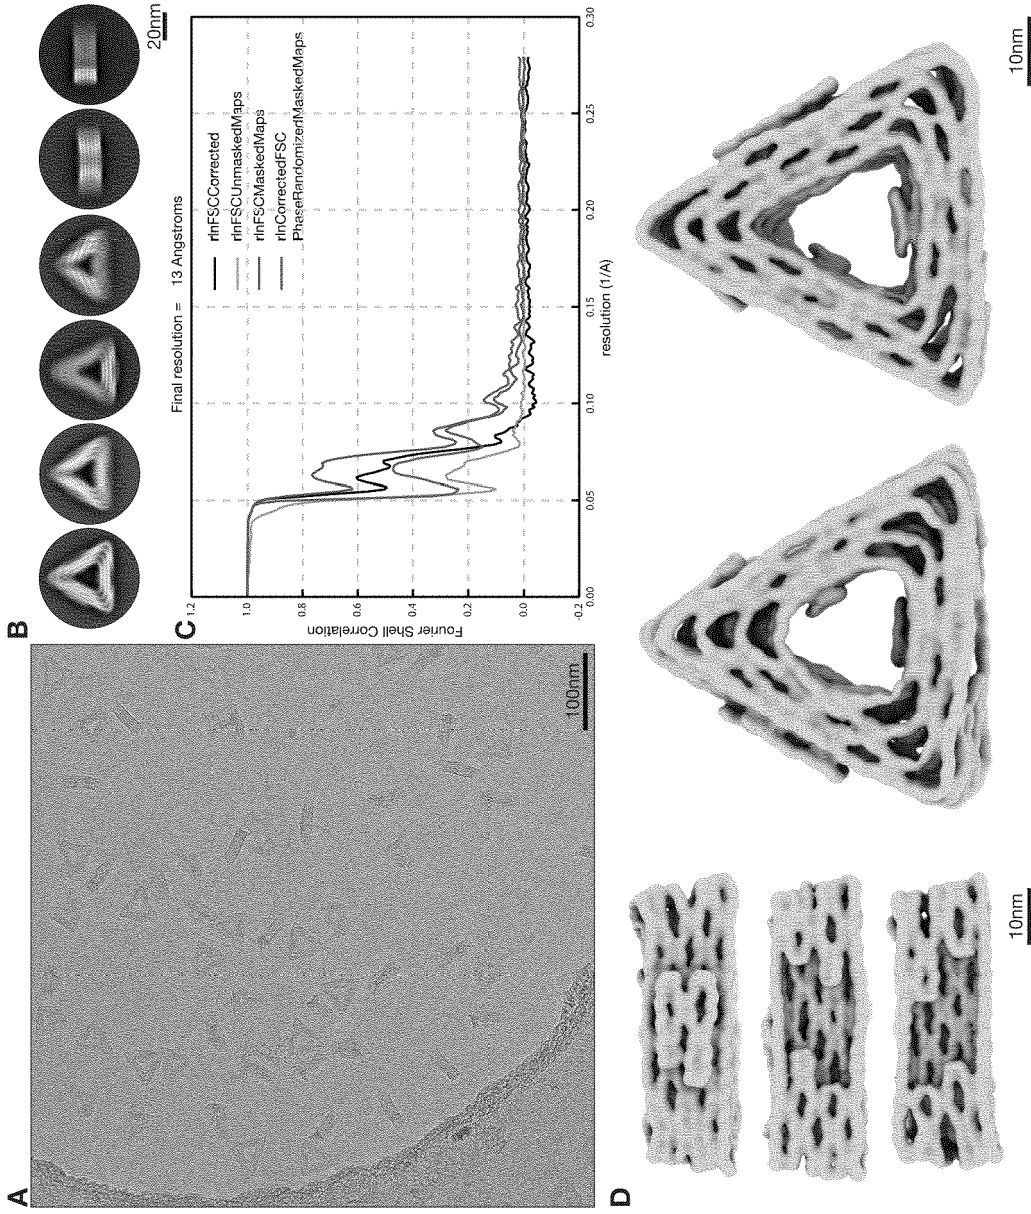 A
100nm
B
20nm
C
Final resolution = 13 Angstroms
rlnFSCCorrected
rlnFSCUnmaskedMaps
rlnFSCMaskedMaps
rlnCorrectedFSC
PhaseRandomizedMaskedMaps
Fourier Shell Correlation
1.2
1.0
0.8
0.6
0.4
0.2
0.0
-0.2
0.00
0.05
0.10
0.15
0.20
0.25
0.30
resolution (1/A)
D
10nm
10nm